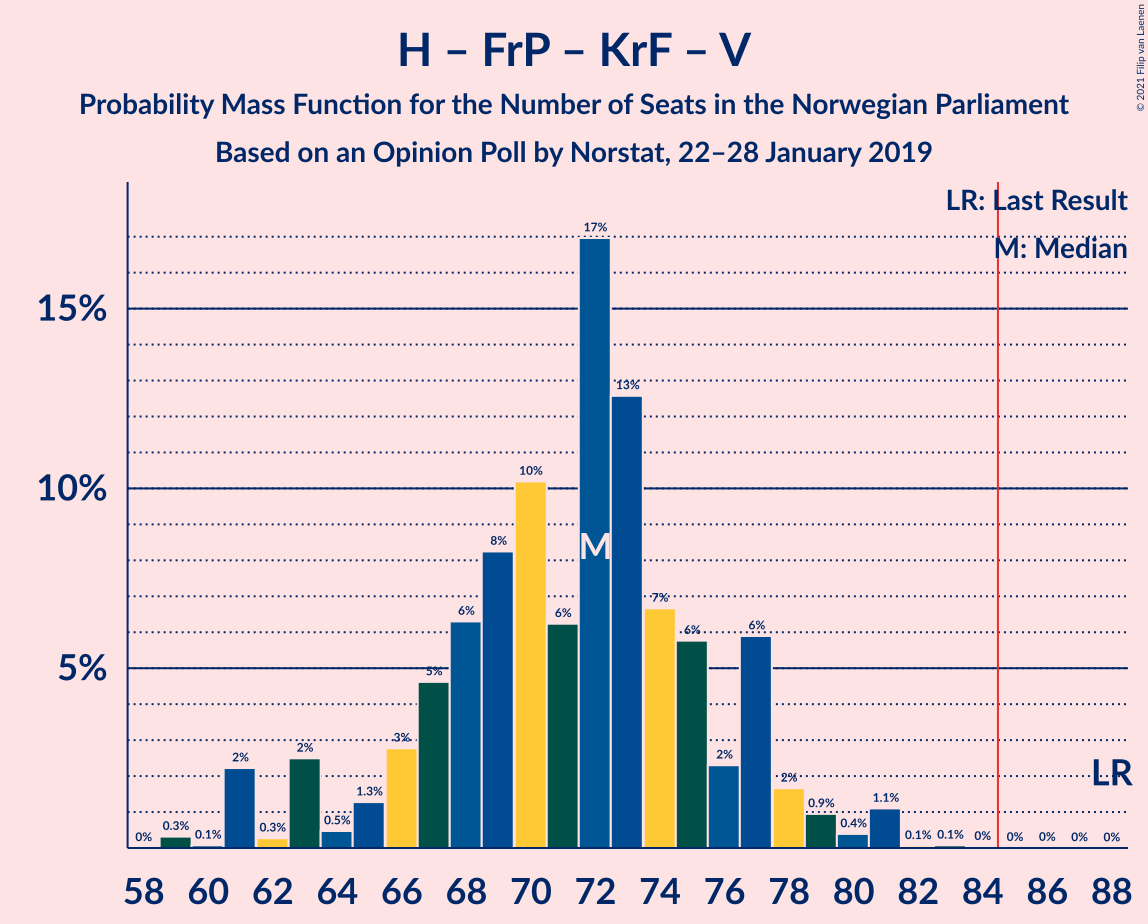 H – FrP – KrF – V
Probability Mass Function for the Number of Seats in the Norwegian Parliament
Based on an Opinion Poll by Norstat, 22–28 January 2019
© 2021 Filip van Laenen
LR: Last Result
M: Median
15%
10%
5%
0% 0.3% 0.1% 2% 0.3% 2% 0.5% 1.3% 3% 5% 6% 8% 10% 6% 17% 13% 7% 6% 2% 6% 2% 0.9% 0.4% 1.1% 0.1% 0.1% 0% 0% 0% 0% 0%
M
LR
58 60 62 64 66 68 70 72 74 76 78 80 82 84 86 88